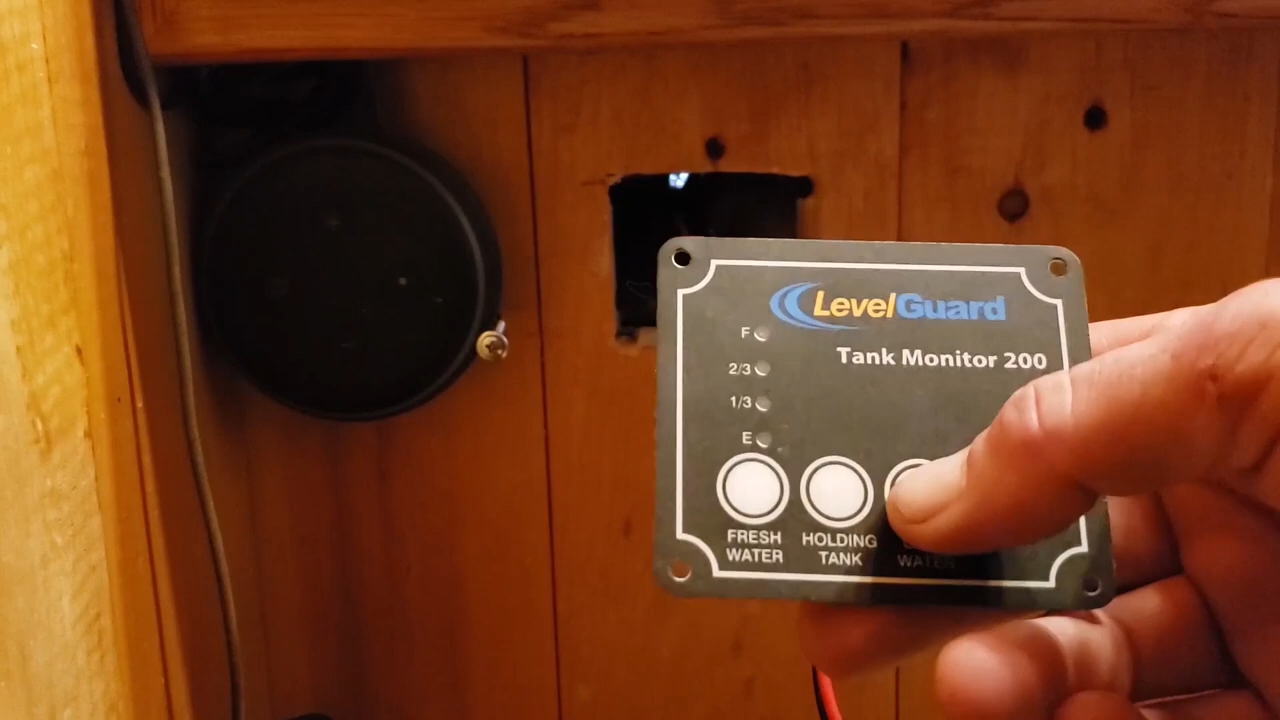 LevelGuard
Tank Monitor 200
F
2/3
1/3
E
FRESH
WATER
HOLDING
TANK
WATER